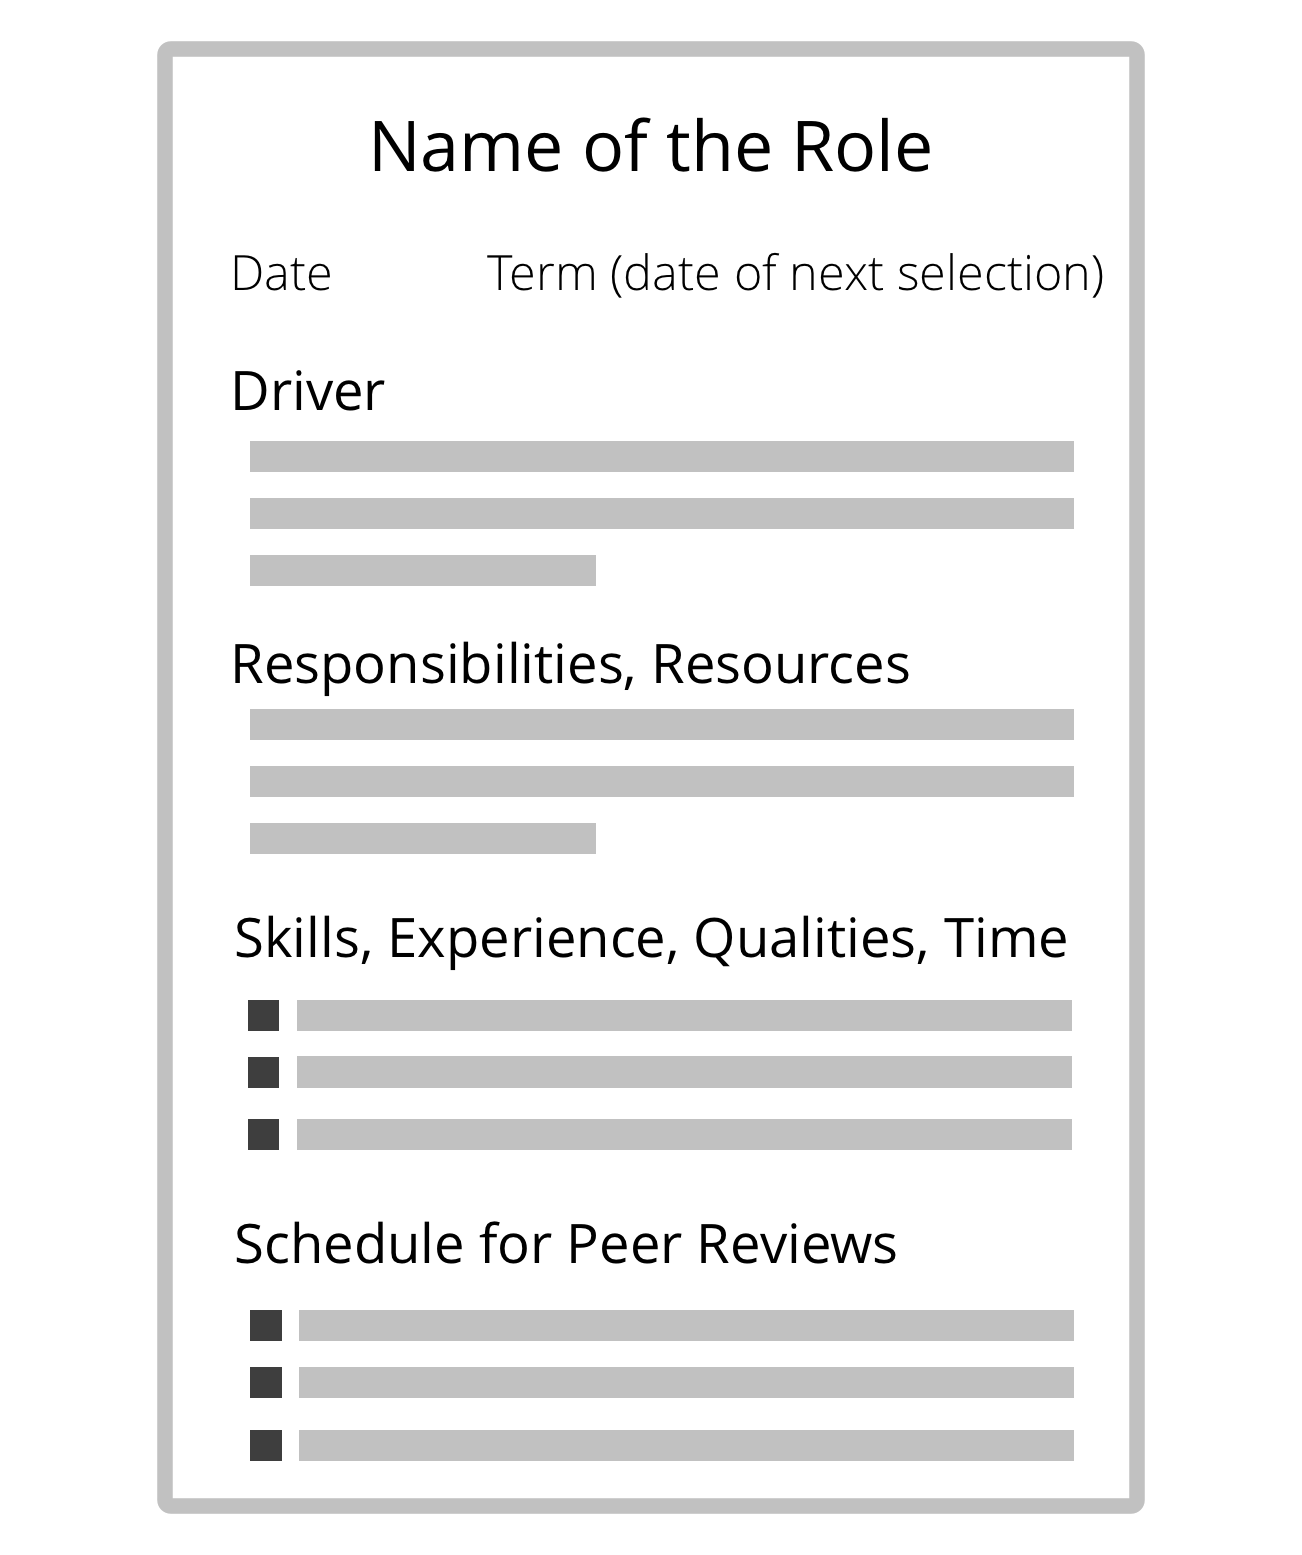 Name of the Role
Date Term (date of next selection)
Driver
Responsibilities, Resources
Skills, Experience, Qualities, Time
Schedule for Peer Reviews